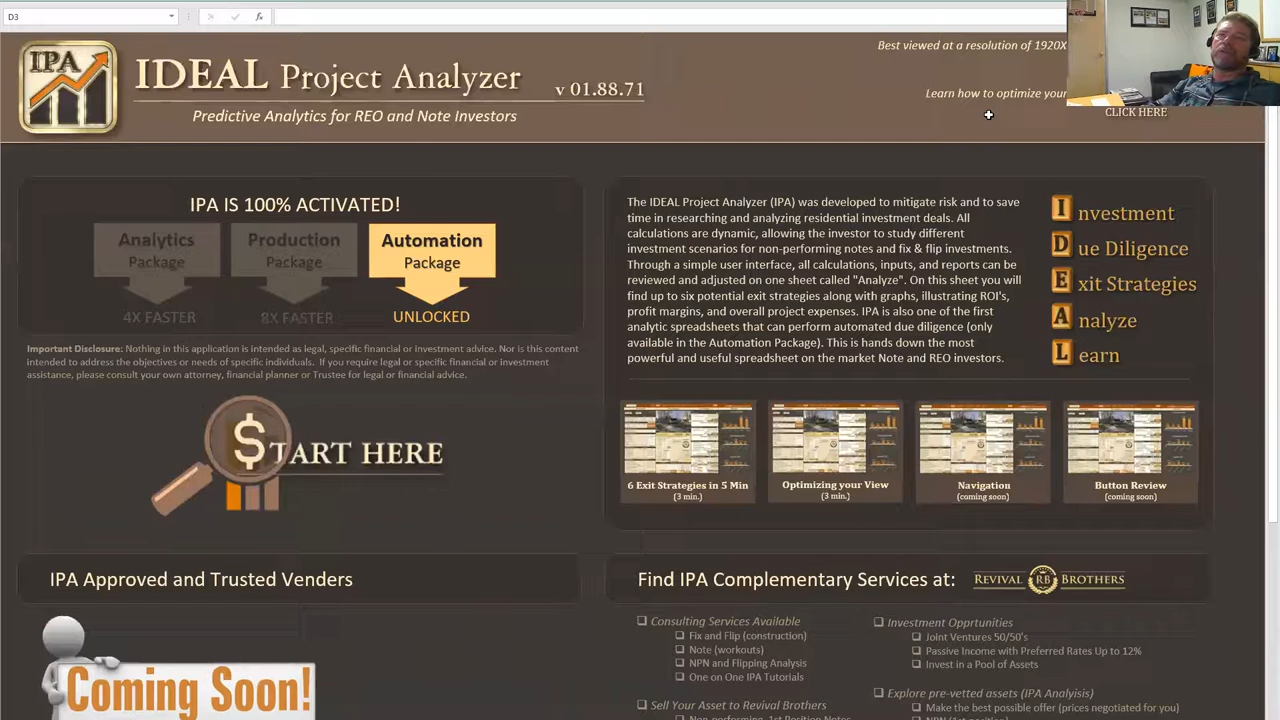 D3
fx
IPA
IDEAL Project Analyzer v 01.88.71
Predictive Analytics for REO and Note Investors
Best viewed at a resolution of 1920X
Learn how to optimize your
CLICK HERE
IPA IS 100% ACTIVATED!
Analytics
Package
4X FASTER
Production
Package
8X FASTER
Automation
Package
UNLOCKED
Important Disclosure: Nothing in this application is intended as legal, specific financial or investment advice. Nor is this content
intended to address the objectives or needs of specific individuals. If you require legal or specific financial or investment
assistance, please consult your own attorney, financial planner or Trustee for legal or financial advice.
$TART HERE
The IDEAL Project Analyzer (IPA) was developed to mitigate risk and to save
time in researching and analyzing residential investment deals. All
calculations are dynamic, allowing the investor to study different
investment scenarios for non-performing notes and fix & flip investments.
Through a simple user interface, all calculations, inputs, and reports can be
reviewed and adjusted on one sheet called "Analyze". On this sheet you will
find up to six potential exit strategies along with graphs, illustrating ROI's,
profit margins, and overall project expenses. IPA is also one of the first
analytic spreadsheets that can perform automated due diligence (only
available in the Automation Package). This is hands down the most
powerful and useful spreadsheet on the market Note and REO investors.
Investment
Due Diligence
Exit Strategies
Analyze
Learn
6 Exit Strategies in 5 Min
(3 min.)
Optimizing your View
(3 min.)
Navigation
(coming soon)
Button Review
(coming soon)
IPA Approved and Trusted Venders
Coming Soon!
Find IPA Complementary Services at: REVIVAL RB BROTHERS
Consulting Services Available
Fix and Flip (construction)
Note (workouts)
NPN and Flipping Analysis
One on One IPA Tutorials
Sell Your Asset to Revival Brothers
Non-performing, 1st Position Notes
Investment Opprtunities
Joint Ventures 50/50's
Passive Income with Preferred Rates Up to 12%
Invest in a Pool of Assets
Explore pre-vetted assets (IPA Analyisis)
Make the best possible offer (prices negotiated for you)